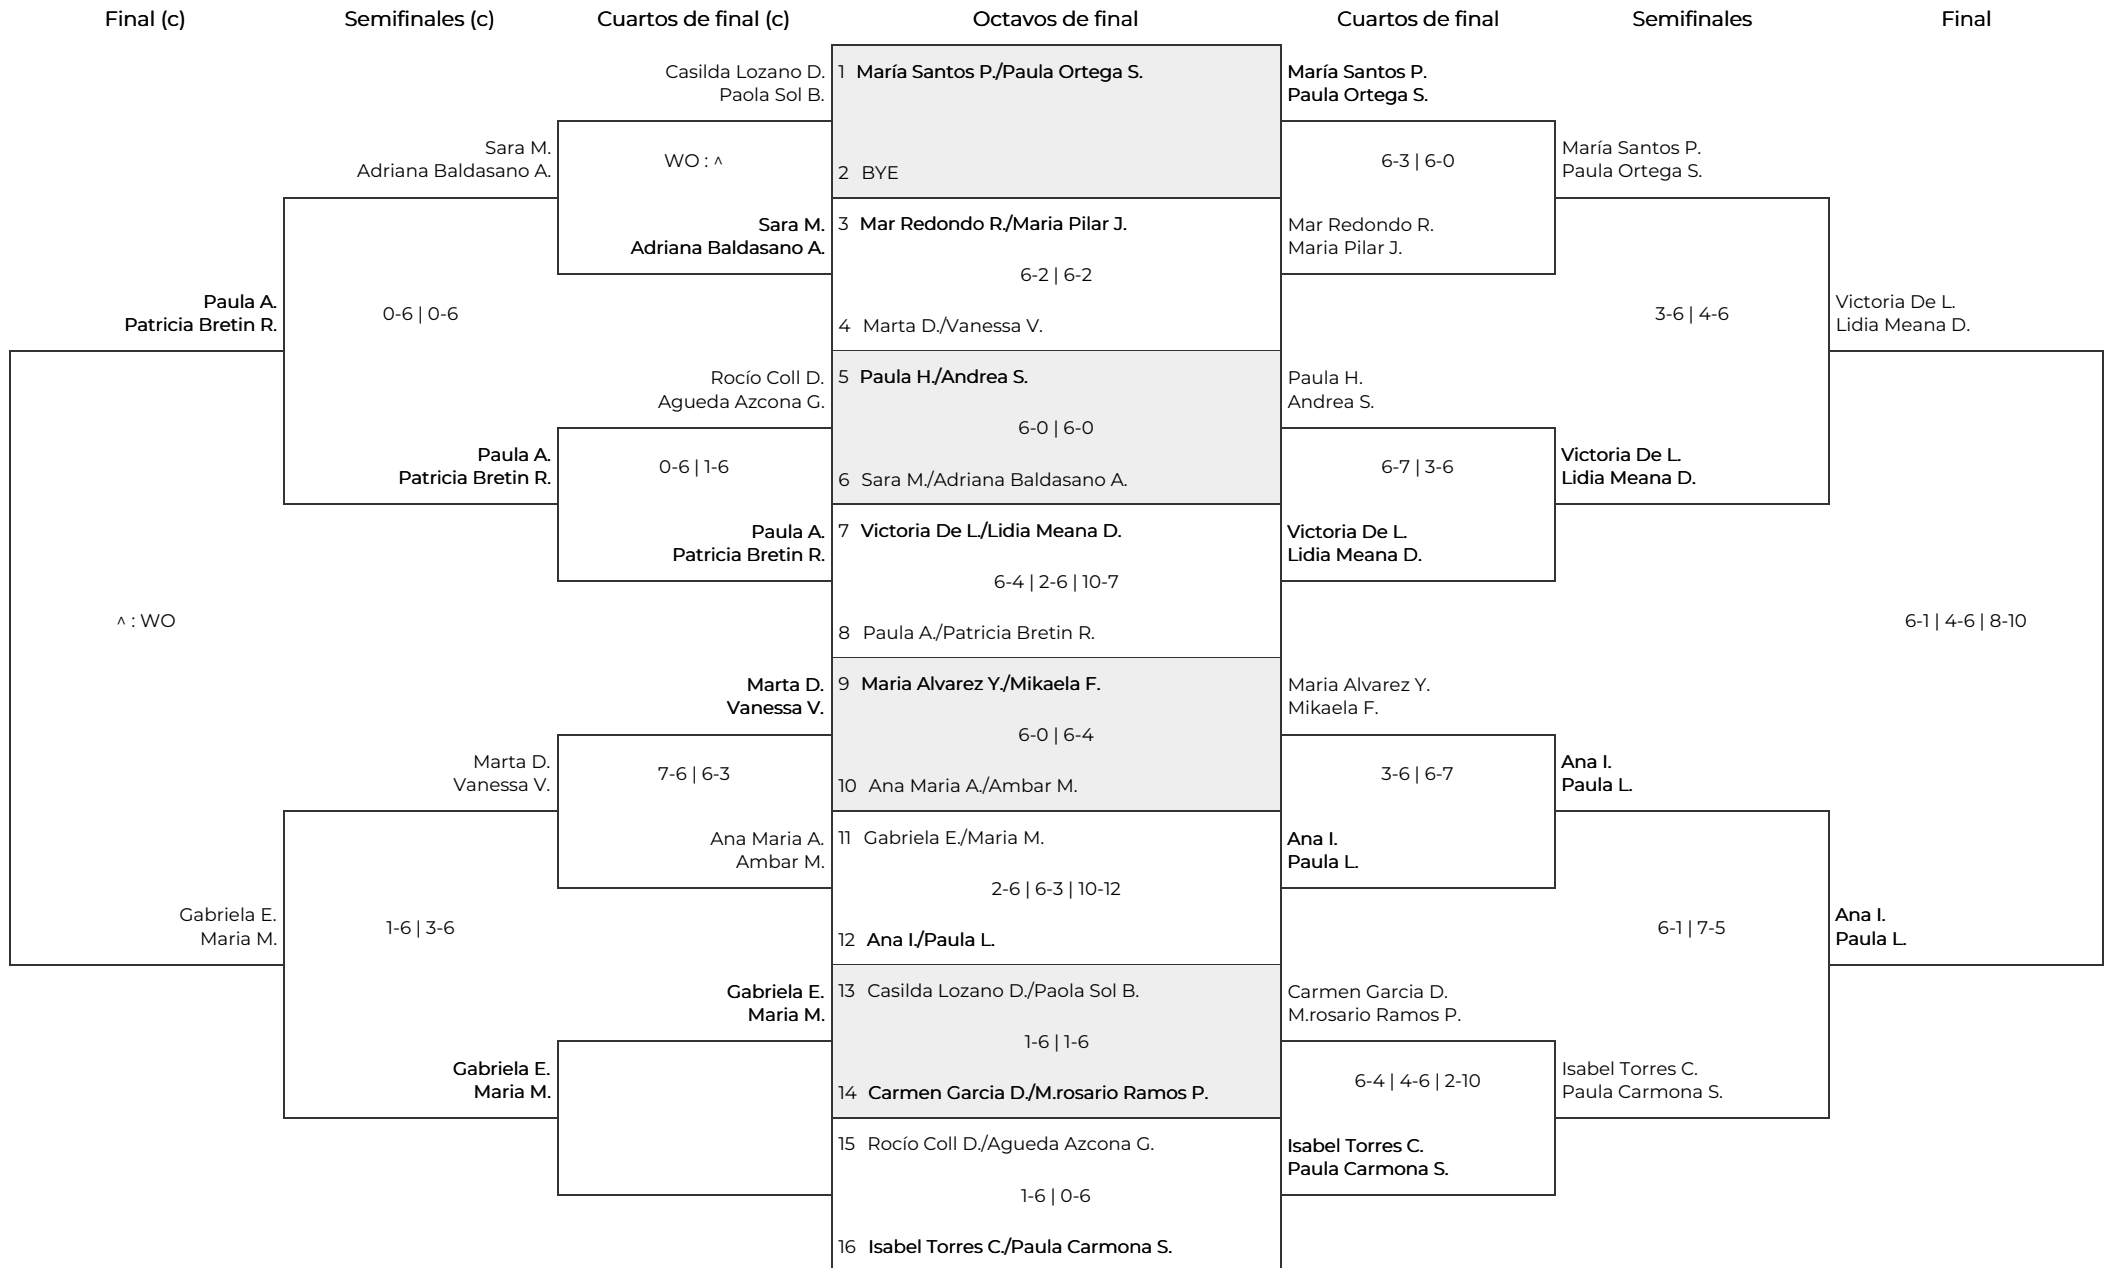 Final (c)
Semifinales (c)
Cuartos de final (c)
Octavos de final
Cuartos de final
Semifinales
Final
Paula A.
Patricia Bretin R.
^ : WO
Gabriela E.
Maria M.
Sara M.
Adriana Baldasano A.
0-6 | 0-6
Paula A.
Patricia Bretin R.
Marta D.
Vanessa V.
1-6 | 3-6
Gabriela E.
Maria M.
Casilda Lozano D.
Paola Sol B.
WO : ^
Sara M.
Adriana Baldasano A.
Rocío Coll D.
Agueda Azcona G.
0-6 | 1-6
Paula A.
Patricia Bretin R.
Marta D.
Vanessa V.
7-6 | 6-3
Ana Maria A.
Ambar M.
Gabriela E.
Maria M.
1 María Santos P./Paula Ortega S.
2 BYE
3 Mar Redondo R./Maria Pilar J.
6-2 | 6-2
4 Marta D./Vanessa V.
5 Paula H./Andrea S.
6-0 | 6-0
6 Sara M./Adriana Baldasano A.
7 Victoria De L./Lidia Meana D.
6-4 | 2-6 | 10-7
8 Paula A./Patricia Bretin R.
9 Maria Alvarez Y./Mikaela F.
6-0 | 6-4
10 Ana Maria A./Ambar M.
11 Gabriela E./Maria M.
2-6 | 6-3 | 10-12
12 Ana I./Paula L.
13 Casilda Lozano D./Paola Sol B.
1-6 | 1-6
14 Carmen Garcia D./M.rosario Ramos P.
15 Rocío Coll D./Agueda Azcona G.
1-6 | 0-6
16 Isabel Torres C./Paula Carmona S.
María Santos P.
Paula Ortega S.
6-3 | 6-0
Mar Redondo R.
Maria Pilar J.
Paula H.
Andrea S.
6-7 | 3-6
Victoria De L.
Lidia Meana D.
Maria Alvarez Y.
Mikaela F.
3-6 | 6-7
Ana I.
Paula L.
Carmen Garcia D.
M.rosario Ramos P.
6-4 | 4-6 | 2-10
Isabel Torres C.
Paula Carmona S.
María Santos P.
Paula Ortega S.
3-6 | 4-6
Victoria De L.
Lidia Meana D.
Ana I.
Paula L.
6-1 | 7-5
Isabel Torres C.
Paula Carmona S.
Victoria De L.
Lidia Meana D.
6-1 | 4-6 | 8-10
Ana I.
Paula L.